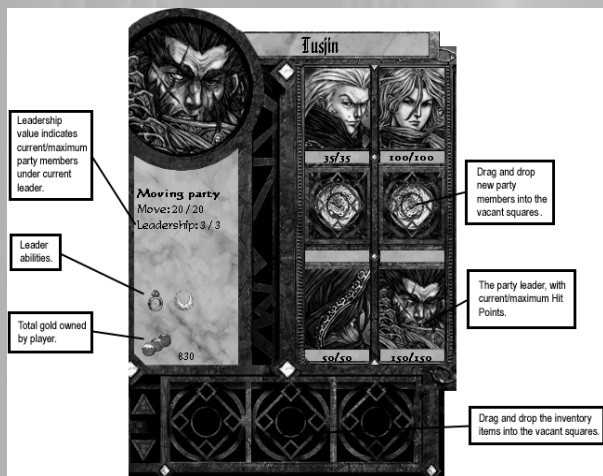 Tusjin
Leadership
value indicates
current/maximum
party members
under current
leader.
35/35
100/100
Moving party
Move: 20 / 20
Leadership: 3 / 3
Drag and drop
new party
members into the
vacant squares.
Leader
abilities.
The party leader, with
current/maximum Hit
Points.
Total gold owned
by player.
830
50/50
150/150
Drag and drop the inventory
items into the vacant squares.